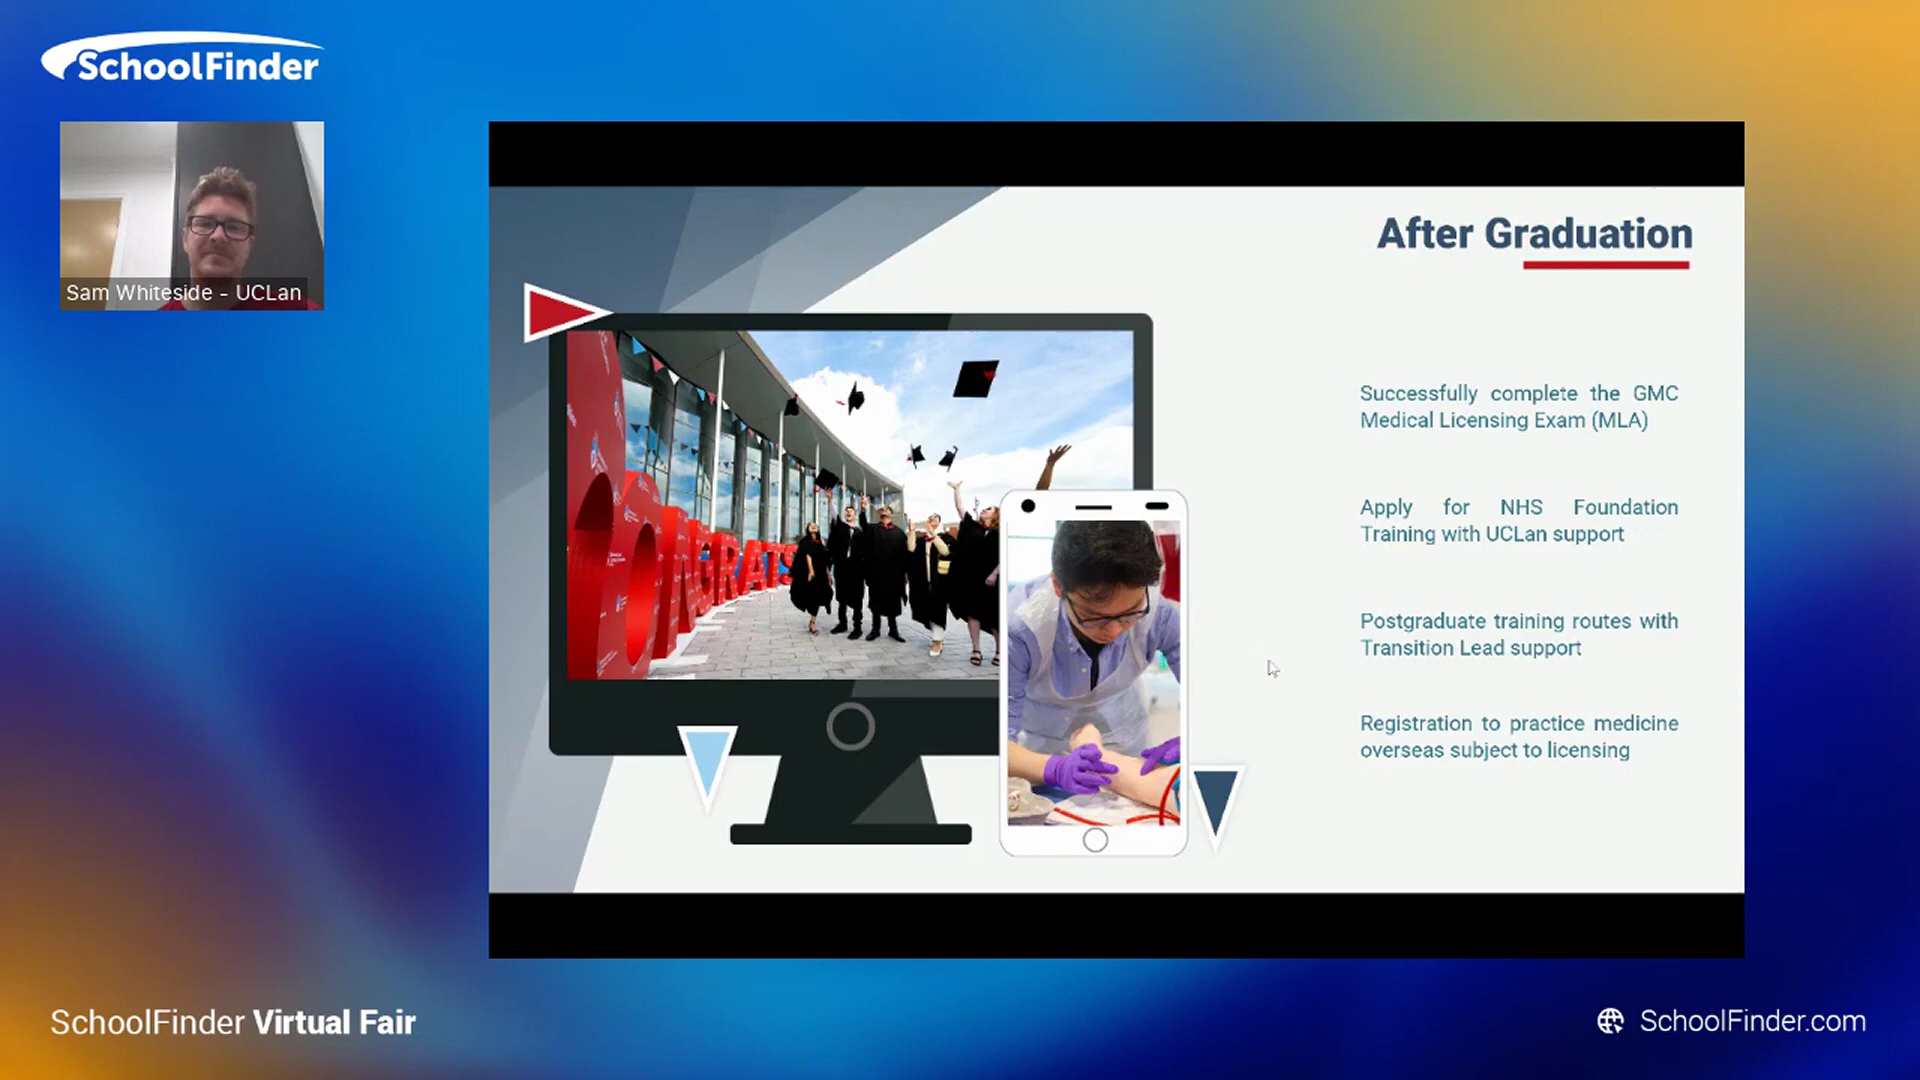 SchoolFinder
Sam Whiteside - UCLan
After Graduation
Successfully complete the GMC
Medical Licensing Exam (MLA)
Apply for NHS Foundation
Training with UCLan support
Postgraduate training routes with
Transition Lead support
Registration to practice medicine
overseas subject to licensing
CONGRATS
SchoolFinder Virtual Fair
SchoolFinder.com